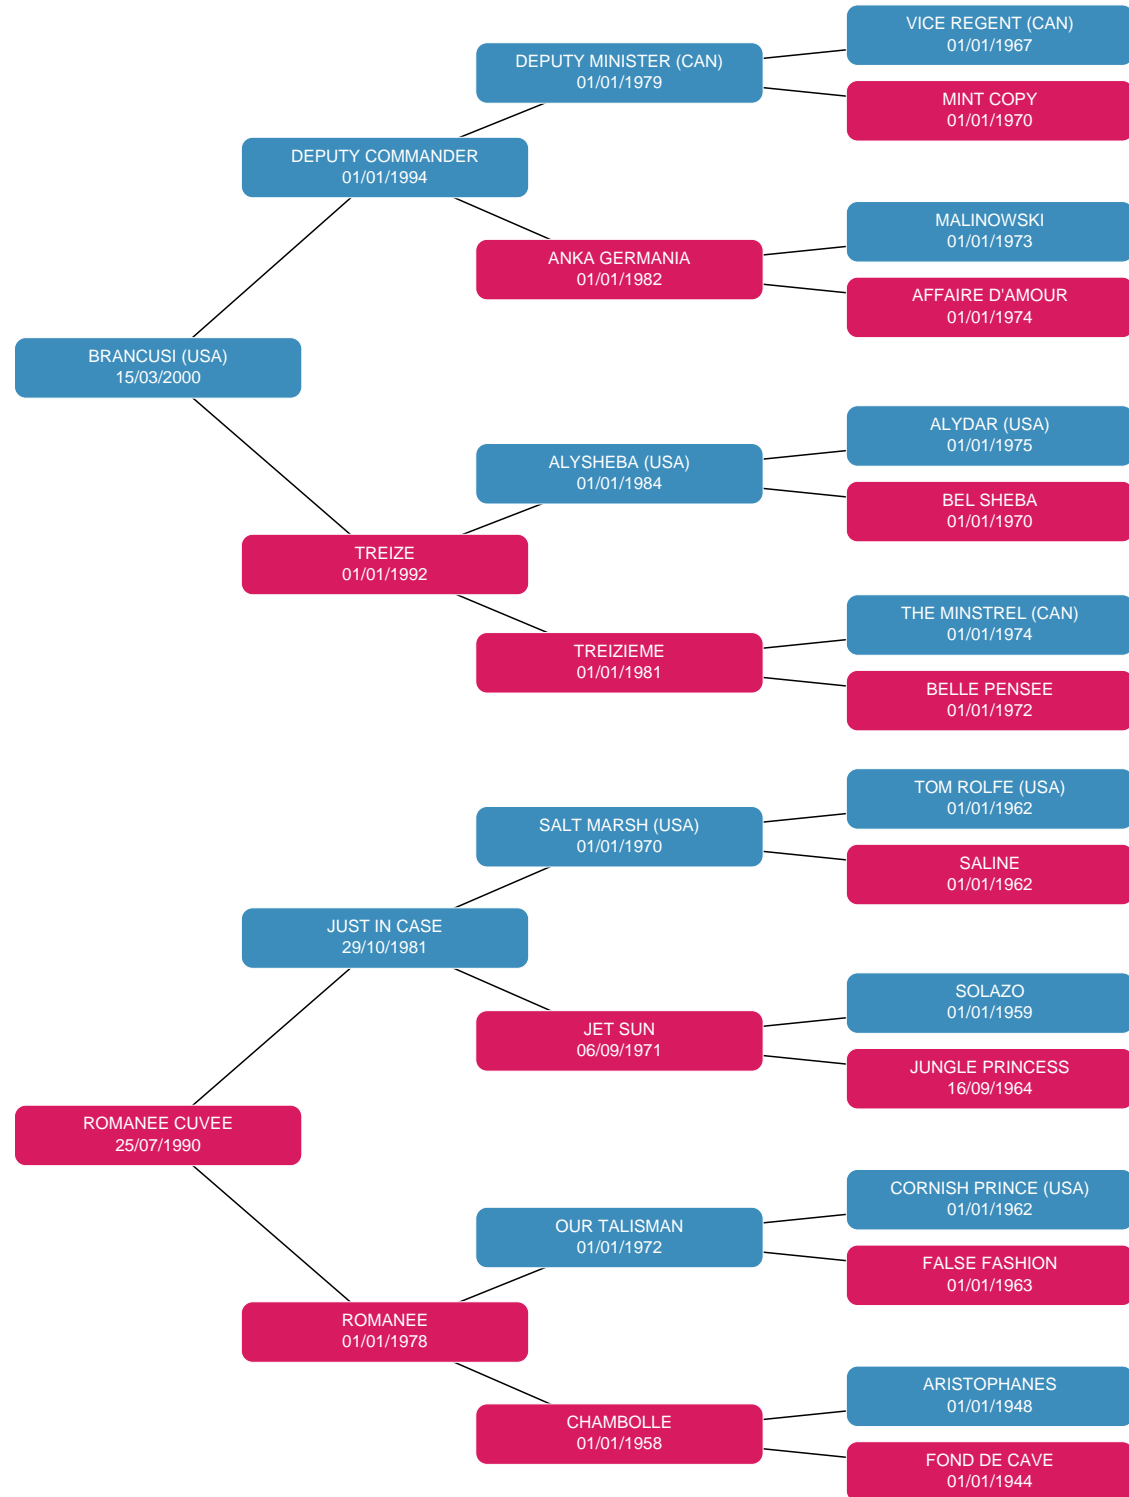 VICE REGENT (CAN)
01/01/1967
DEPUTY MINISTER (CAN)
01/01/1979
MINT COPY
01/01/1970
DEPUTY COMMANDER
01/01/1994
MALINOWSKI
01/01/1973
ANKA GERMANIA
01/01/1982
AFFAIRE D'AMOUR
01/01/1974
BRANCUSI (USA)
15/03/2000
ALYDAR (USA)
01/01/1975
ALYSHEBA (USA)
01/01/1984
BEL SHEBA
01/01/1970
TREIZE
01/01/1992
THE MINSTREL (CAN)
01/01/1974
TREIZIEME
01/01/1981
BELLE PENSEE
01/01/1972
TOM ROLFE (USA)
01/01/1962
SALT MARSH (USA)
01/01/1970
SALINE
01/01/1962
JUST IN CASE
29/10/1981
SOLAZO
01/01/1959
JET SUN
06/09/1971
JUNGLE PRINCESS
16/09/1964
ROMANEE CUVEE
25/07/1990
CORNISH PRINCE (USA)
01/01/1962
OUR TALISMAN
01/01/1972
FALSE FASHION
01/01/1963
ROMANEE
01/01/1978
ARISTOPHANES
01/01/1948
CHAMBOLLE
01/01/1958
FOND DE CAVE
01/01/1944